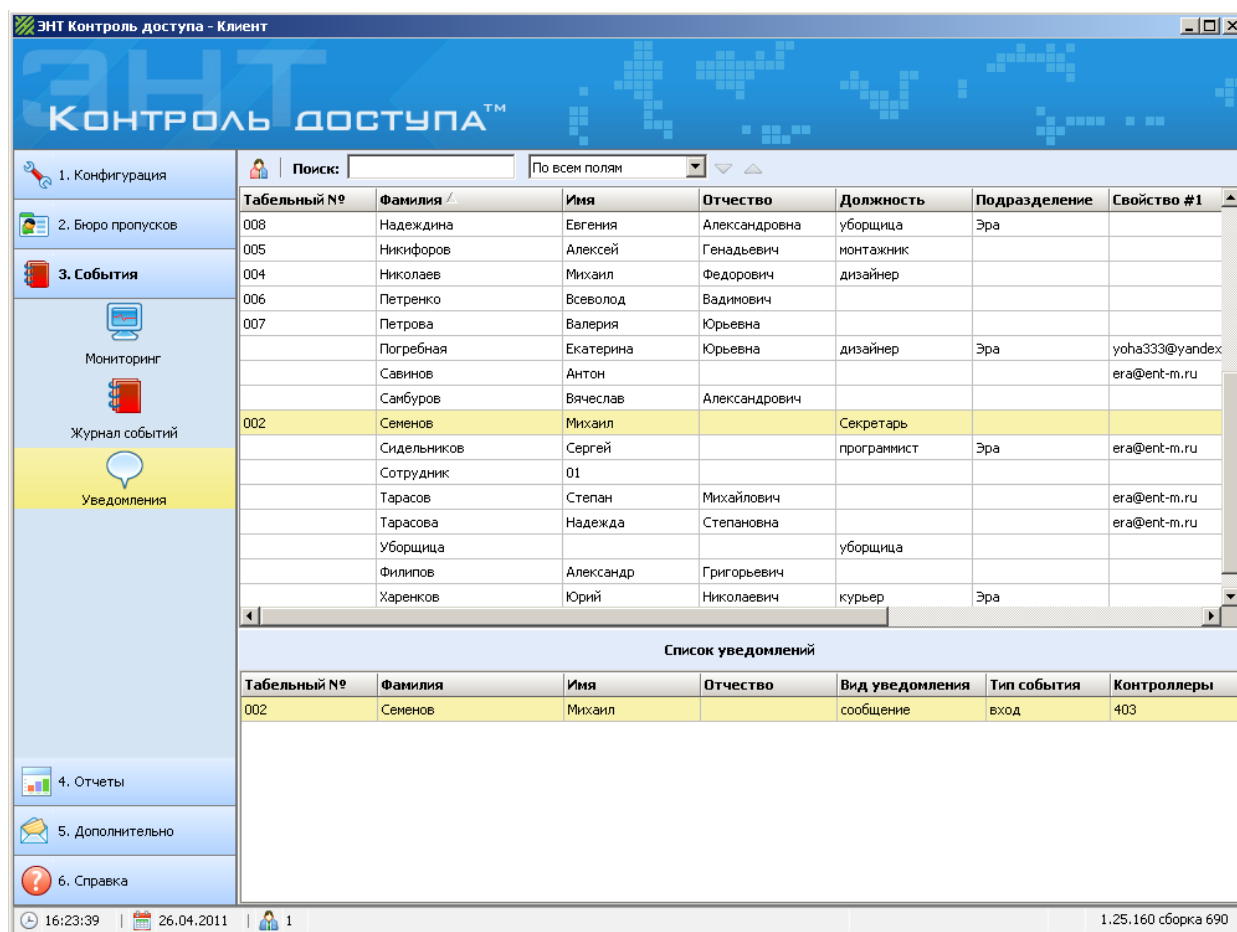 ЭНТ Контроль доступа - Клиент
ЭНТ
Контроль доступа™
1. Конфигурация
2. Бюро пропусков
3. События
Мониторинг
Журнал событий
Уведомления
4. Отчеты
5. Дополнительно
6. Справка
Поиск: По всем полям
Табельный № Фамилия Имя Отчество Должность Подразделение Свойство #1
008 Надеждина Евгения Александровна уборщица Эра
005 Никифоров Алексей Генадьевич монтажник
004 Николаев Михаил Федорович дизайнер
006 Петренко Всеволод Вадимович
007 Петрова Валерия Юрьевна
Погребная Екатерина Юрьевна дизайнер Эра yoha333@yandex
Савинов Антон era@ent-m.ru
Самбуров Вячеслав Александрович
002 Семенов Михаил Секретарь
Сидельников Сергей программист Эра era@ent-m.ru
Сотрудник 01
Тарасов Степан Михайлович era@ent-m.ru
Тарасова Надежда Степановна era@ent-m.ru
Уборщица уборщица
Филипов Александр Григорьевич
Харенков Юрий Николаевич курьер Эра
Список уведомлений
Табельный № Фамилия Имя Отчество Вид уведомления Тип события Контроллеры
002 Семенов Михаил сообщение вход 403
16:23:39 | 26.04.2011 | 1 1.25.160 сборка 690